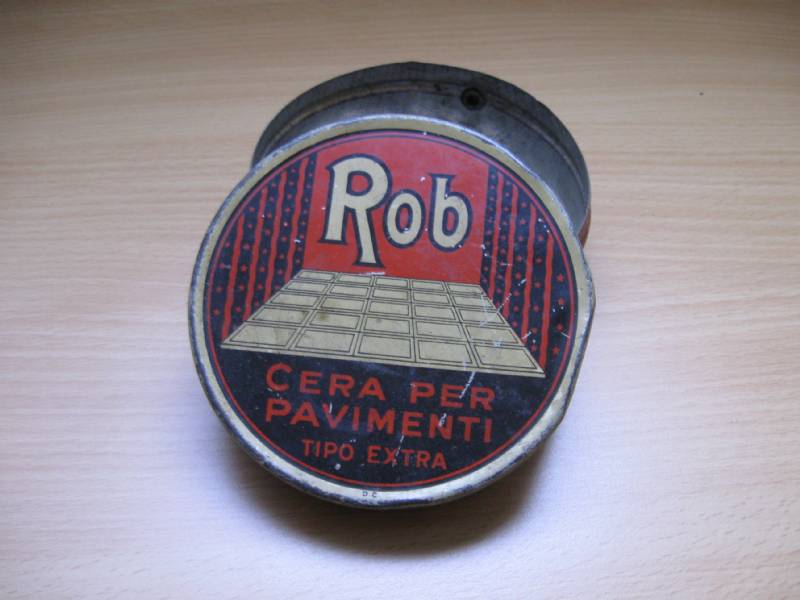 Rob
CERA PER
PAVIMENTI
TIPO EXTRA
D.C.